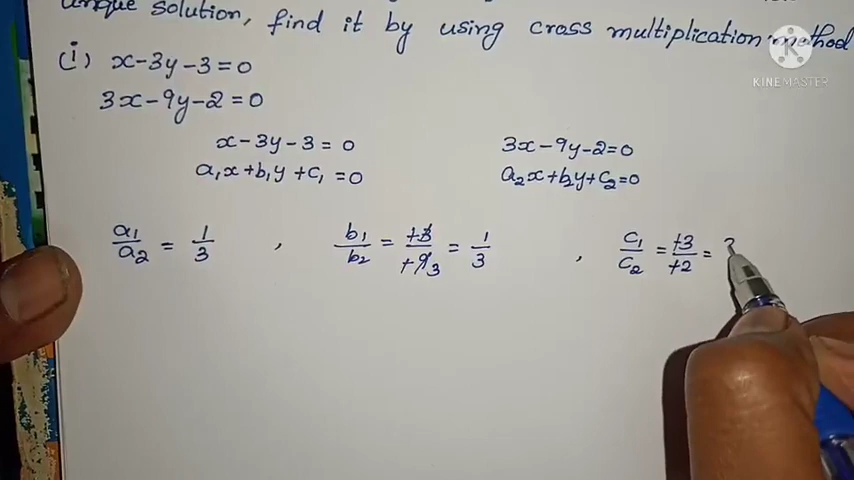 unique solution, find it by using cross multiplication method
KINEMASTER
(i) x-3y-3=0
3x-9y-2=0
x-3y-3=0 3x-9y-2=0
a₁x+b₁y+c₁=0 a₂x+b₂y+c₂=0
a₁/a₂ = 1/3 , b₁/b₂ = +3/+9 3 = 1/3 , c₁/c₂ = +3/+2 =